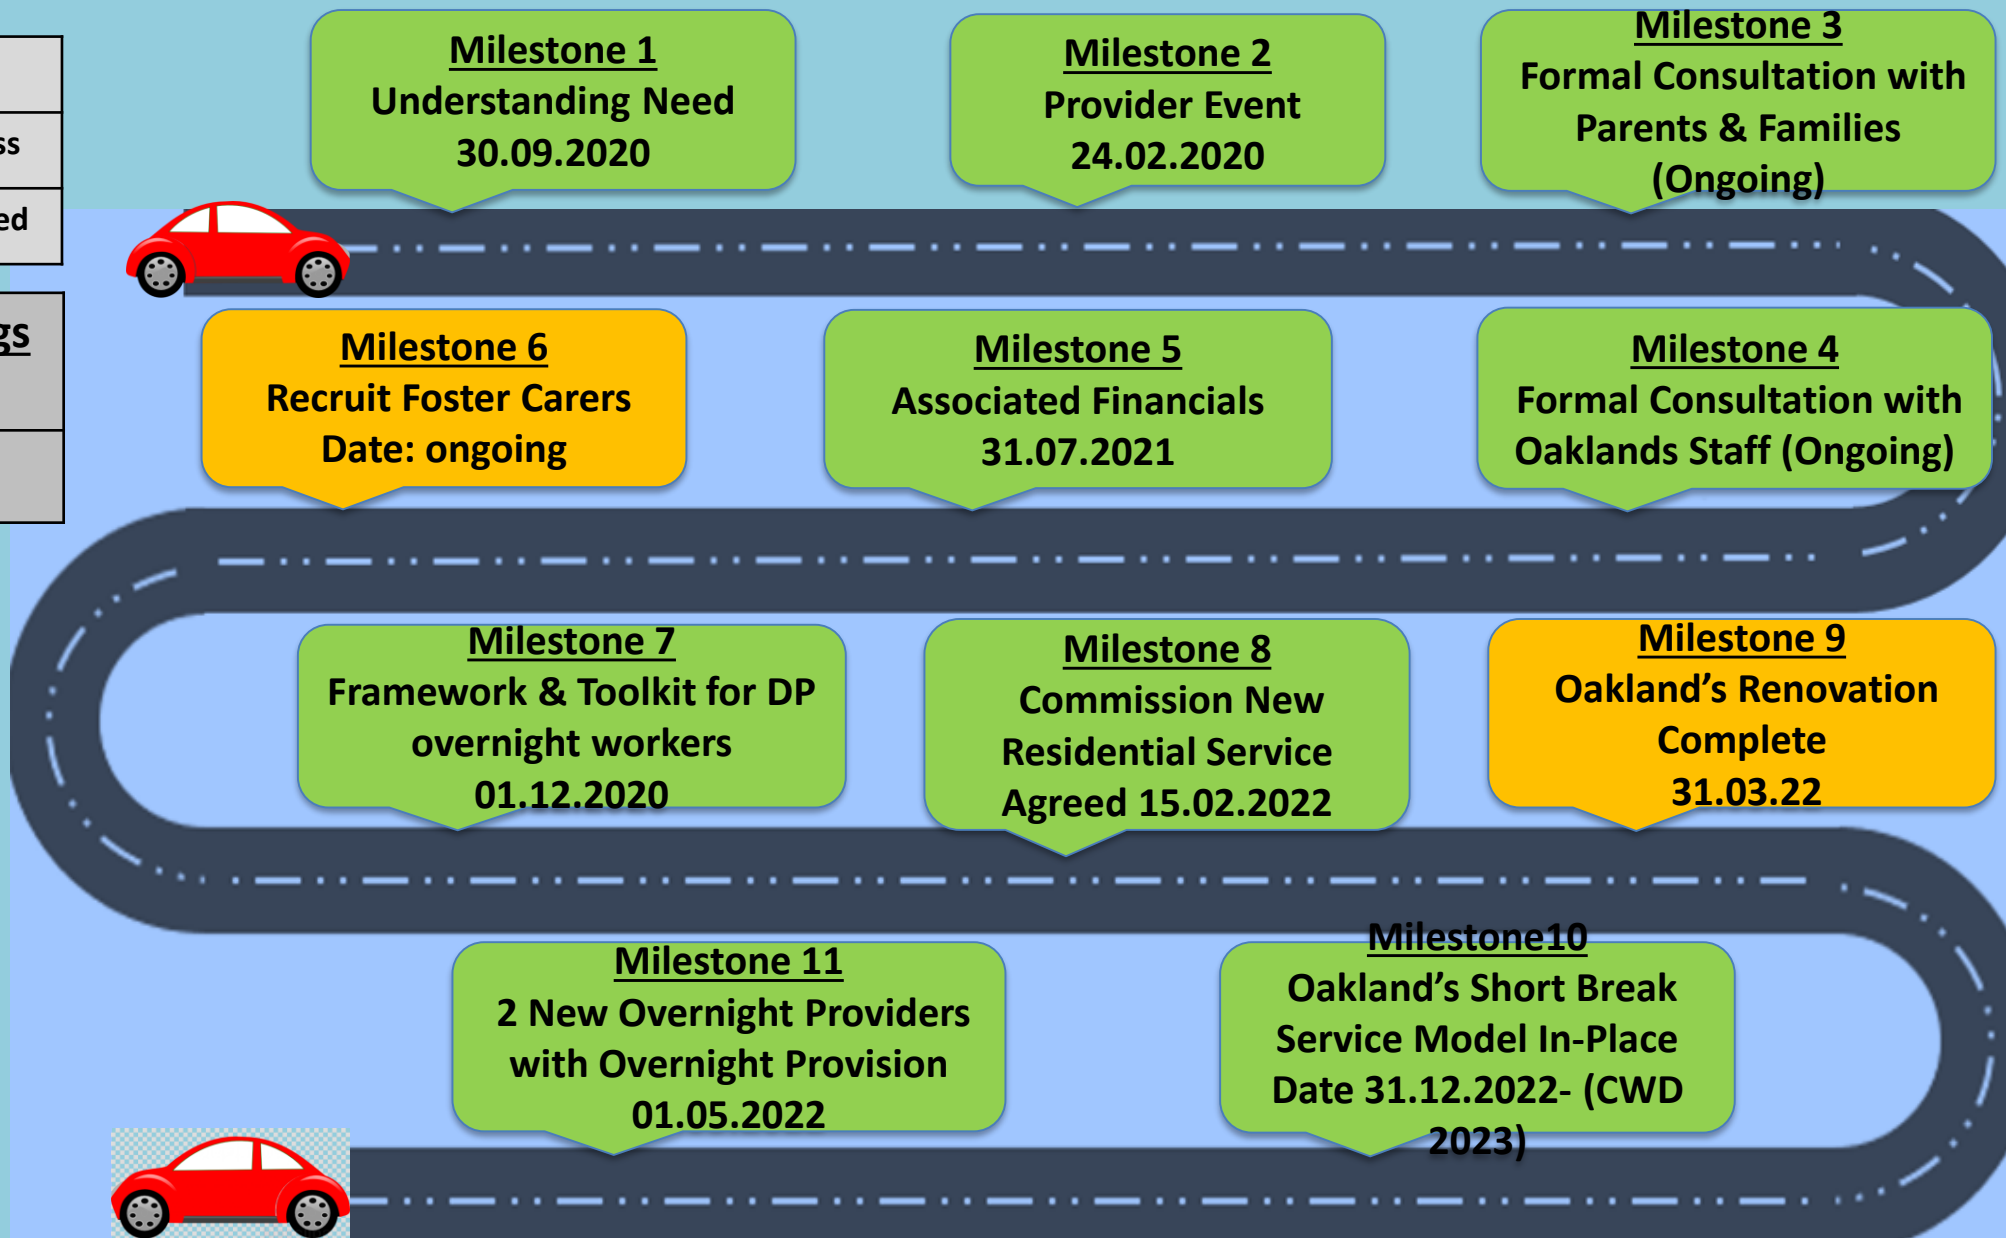 ss
ed
gs
Milestone 1
Understanding Need
30.09.2020
Milestone 2
Provider Event
24.02.2020
Milestone 3
Formal Consultation with
Parents & Families
(Ongoing)
Milestone 6
Recruit Foster Carers
Date: ongoing
Milestone 5
Associated Financials
31.07.2021
Milestone 4
Formal Consultation with
Oaklands Staff (Ongoing)
Milestone 7
Framework & Toolkit for DP
overnight workers
01.12.2020
Milestone 8
Commission New
Residential Service
Agreed 15.02.2022
Milestone 9
Oakland’s Renovation
Complete
31.03.22
Milestone 11
2 New Overnight Providers
with Overnight Provision
01.05.2022
Milestone10
Oakland’s Short Break
Service Model In-Place
Date 31.12.2022- (CWD
2023)